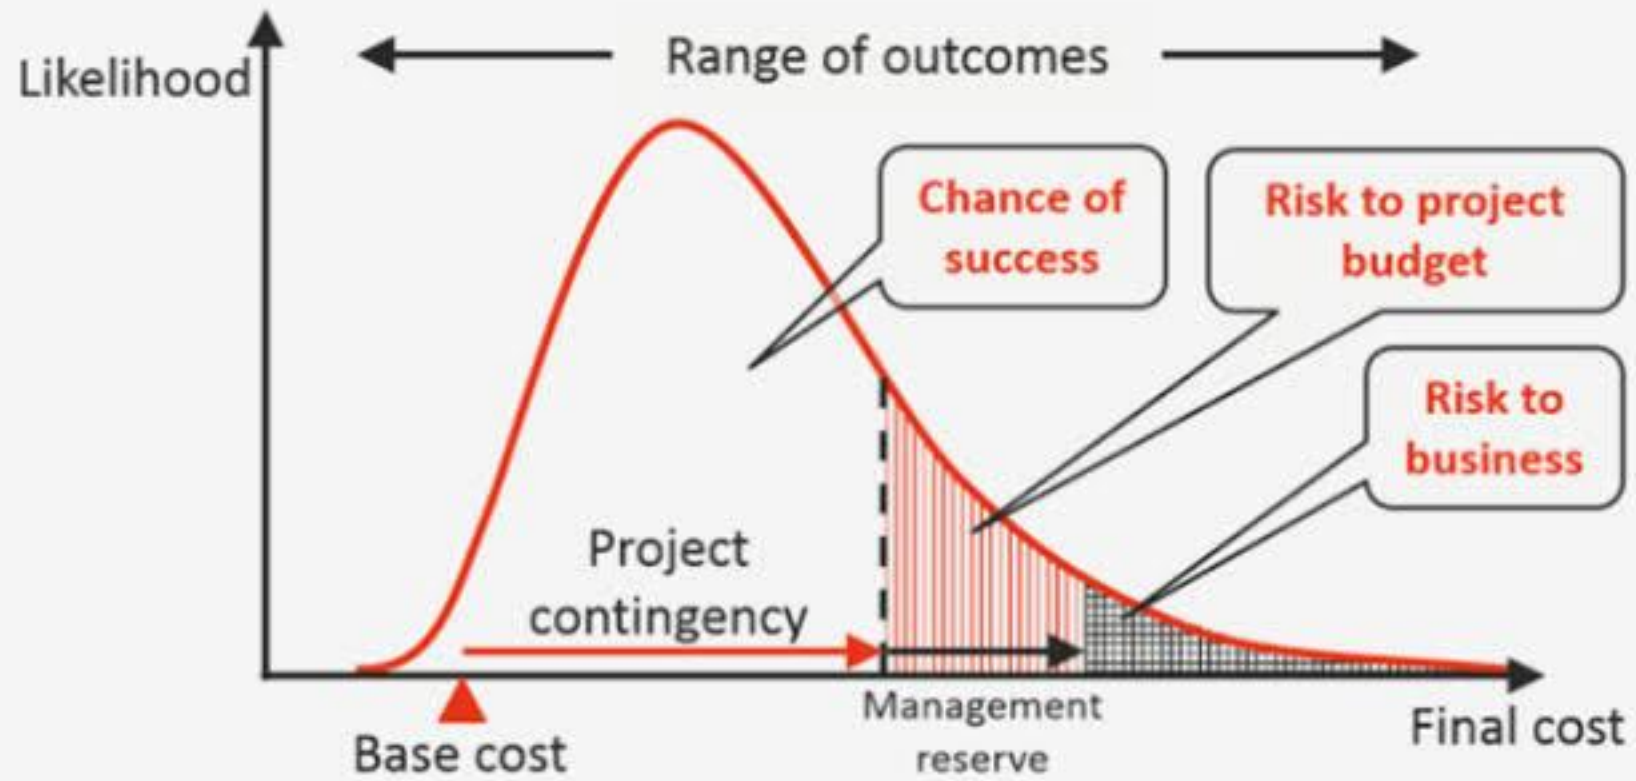 Likelihood
Range of outcomes
Chance of
success
Risk to project
budget
Risk to
business
Project
contingency
Management
reserve
Base cost
Final cost